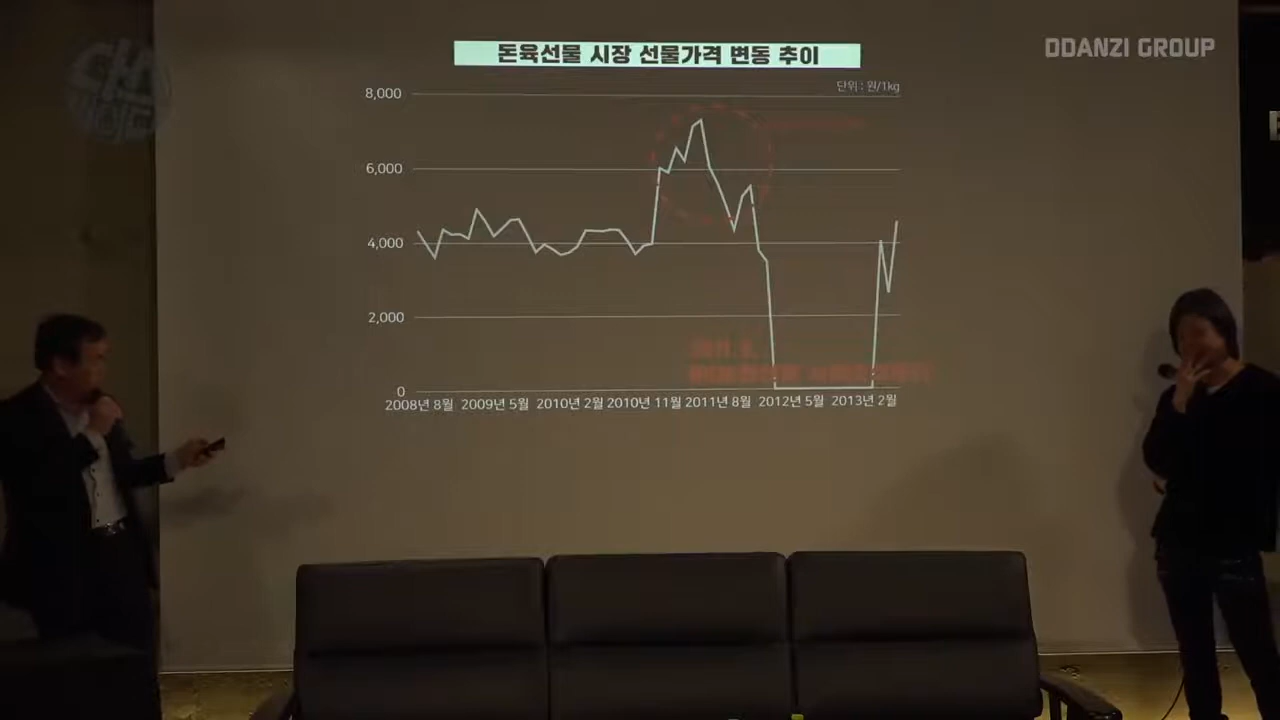 DDANZI GROUP
돈육선물 시장 선물가격 변동 추이
단위 : 원/1kg
8,000
6,000
4,000
2,000
0
2008년 8월 2009년 5월 2010년 2월 2010년 11월 2011년 8월 2012년 5월 2013년 2월